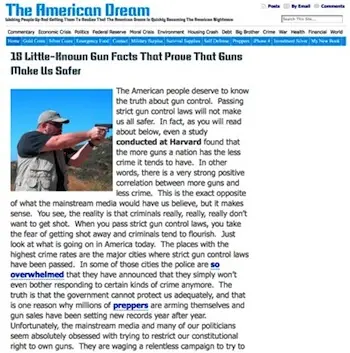 The American Dream
Waking People Up And Getting Them To Realize That The American Dream Is Quickly Becoming The American Nightmare
Posts
Email
Search this site...
Commentary Economic Crisis Politics Health Control Freaks Moronic Environment Housing Crash Debt Big Brother Crime War Health Financial World
Home Gold Coins Silver Coins Emergency Food Contact Military Surplus Survival Supplies Self Defense Preppers iPhone 4 Investment Silver My New Book
18 Little-Known Gun Facts That Prove That Guns
Make Us Safer
The American people deserve to know
the truth about gun control. Passing
strict gun control laws will not make
us all safer. In fact, as you will read
about below, even a study
conducted at Harvard found that
the more guns a nation has the less
crime it tends to have. In other
words, there is a very strong positive
correlation between more guns and
less crime. This is the exact opposite
of what the mainstream media would have us believe, but it makes
sense. You see, the reality is that criminals really, really, really don't
want to get shot. When you pass strict gun control laws, you take
the fear of getting shot away and criminals tend to flourish. Just
look at what is going on in America today. The places with the
highest crime rates are the major cities where strict gun control laws
have been passed. In some of those cities the police are so
overwhelmed that they have announced that they simply won't
even bother responding to certain kinds of crime anymore. The
truth is that the government cannot protect us adequately, and that
is one reason why millions of preppers are arming themselves and
gun sales have been setting new records year after year.
Unfortunately, the mainstream media and many of our politicians
seem absolutely obsessed with trying to restrict our constitutional
right to own guns. They are waging a relentless campaign to try to